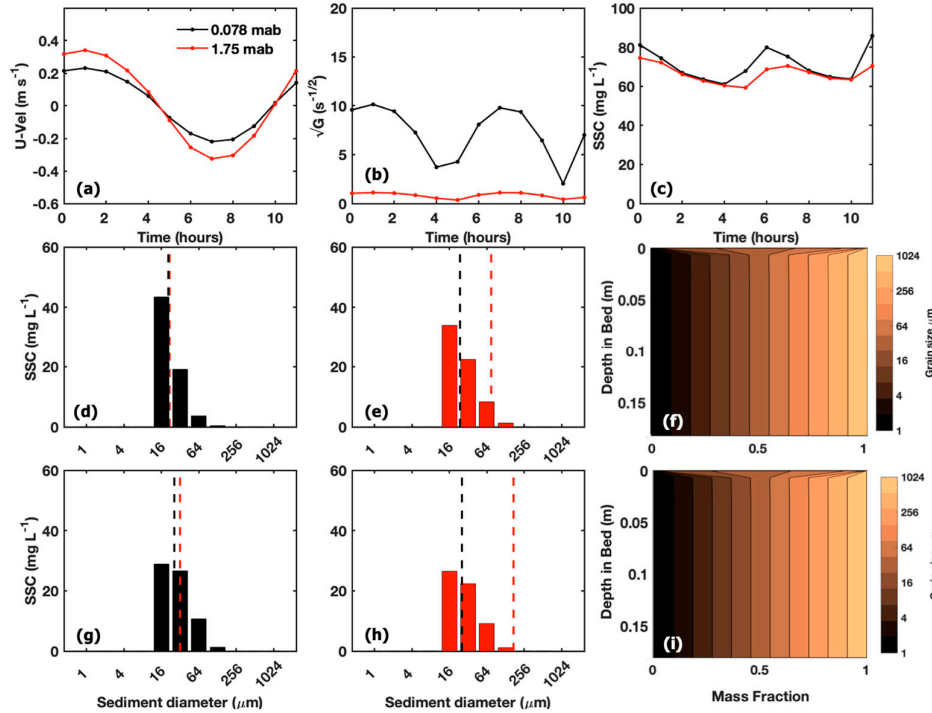 0.078 mab
1.75 mab
0.4
0.2
0
-0.2
-0.4
-0.6
U-Vel (m s⁻¹)
(a)
0 2 4 6 8 10
Time (hours)
20
15
10
5
0
√G (s⁻¹ᐟ²)
(b)
0 2 4 6 8 10
Time (hours)
100
80
60
40
20
0
SSC (mg L⁻¹)
(c)
0 2 4 6 8 10
Time (hours)
60
40
20
0
SSC (mg L⁻¹)
(d)
1 4 16 64 256 1024
60
40
20
0
(e)
1 4 16 64 256 1024
0
0.05
0.1
0.15
Depth in Bed (m)
(f)
0 0.5 1
1024
256
64
16
4
1
Grain size μm
60
40
20
0
SSC (mg L⁻¹)
(g)
1 4 16 64 256 1024
Sediment diameter (μm)
60
40
20
0
(h)
1 4 16 64 256 1024
Sediment diameter (μm)
0
0.05
0.1
0.15
Depth in Bed (m)
(i)
0 0.5 1
Mass Fraction
1024
256
64
16
4
1